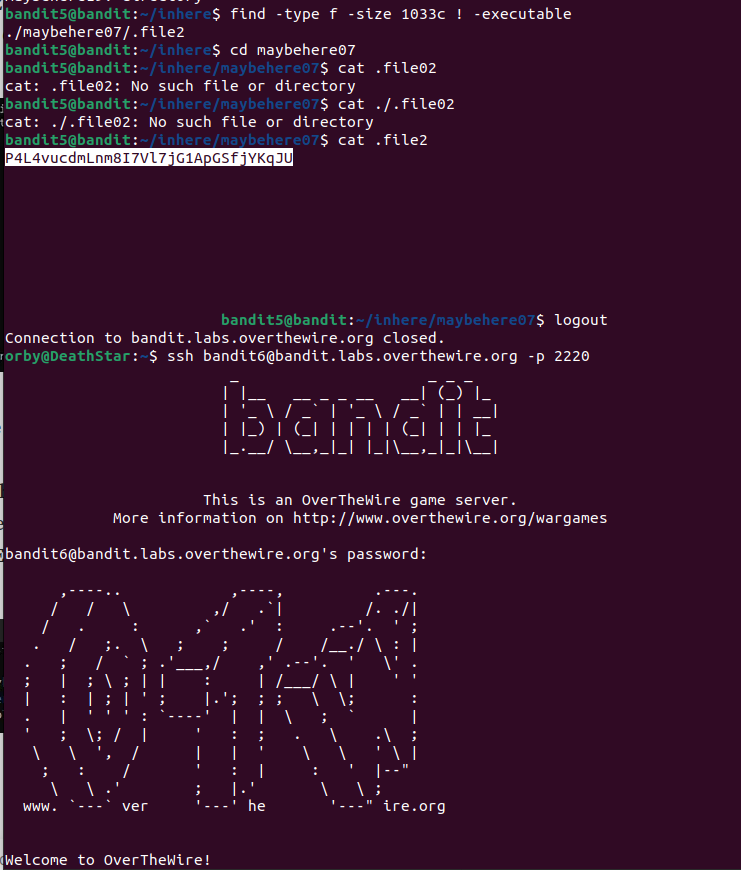 bandit5@bandit:~/inhere$ find -type f -size 1033c ! -executable
./maybehere07/.file2
bandit5@bandit:~/inhere$ cd maybehere07
bandit5@bandit:~/inhere/maybehere07$ cat .file02
cat: .file02: No such file or directory
bandit5@bandit:~/inhere/maybehere07$ cat ./.file02
cat: ./.file02: No such file or directory
bandit5@bandit:~/inhere/maybehere07$ cat .file2
P4L4vucdmLnm8I7Vl7jG1ApGSfjYKqJU
bandit5@bandit:~/inhere/maybehere07$ logout
Connection to bandit.labs.overthewire.org closed.
orby@DeathStar:~$ ssh bandit6@bandit.labs.overthewire.org -p 2220
bandit
This is an OverTheWire game server.
More information on http://www.overthewire.org/wargames
bandit6@bandit.labs.overthewire.org's password:
www. ver he ire.org
Welcome to OverTheWire!